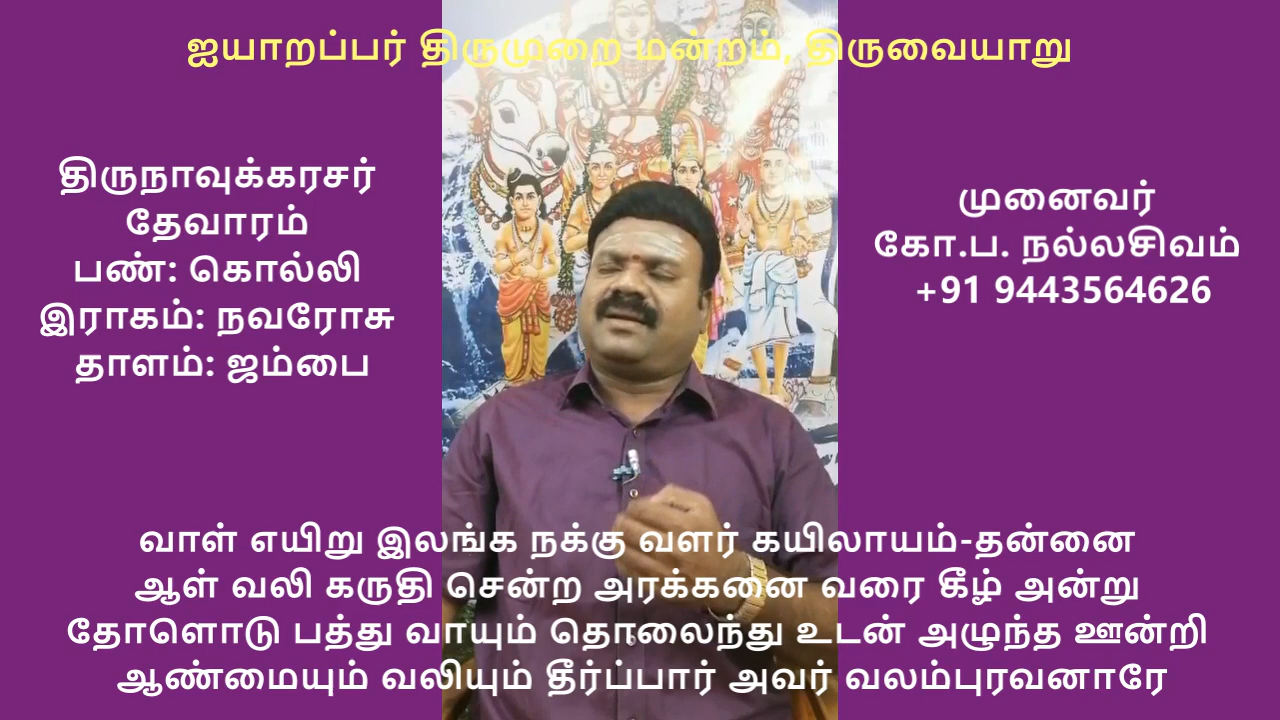 ஐயாறப்பர் திருமுறை மன்றம், திருவையாறு
திருநாவுக்கரசர்
தேவாரம்
பண்: கொல்லி
இராகம்: நவரோசு
தாளம்: ஜம்பை
முனைவர்
கோ.ப. நல்லசிவம்
+91 9443564626
வாள் எயிறு இலங்க நக்கு வளர் கயிலாயம்-தன்னை
ஆள் வலி கருதி சென்ற அரக்கனை வரை கீழ் அன்று
தோளொடு பத்து வாயும் தொலைந்து உடன் அழுந்த ஊன்றி
ஆண்மையும் வலியும் தீர்ப்பார் அவர் வலம்புரவனாரே